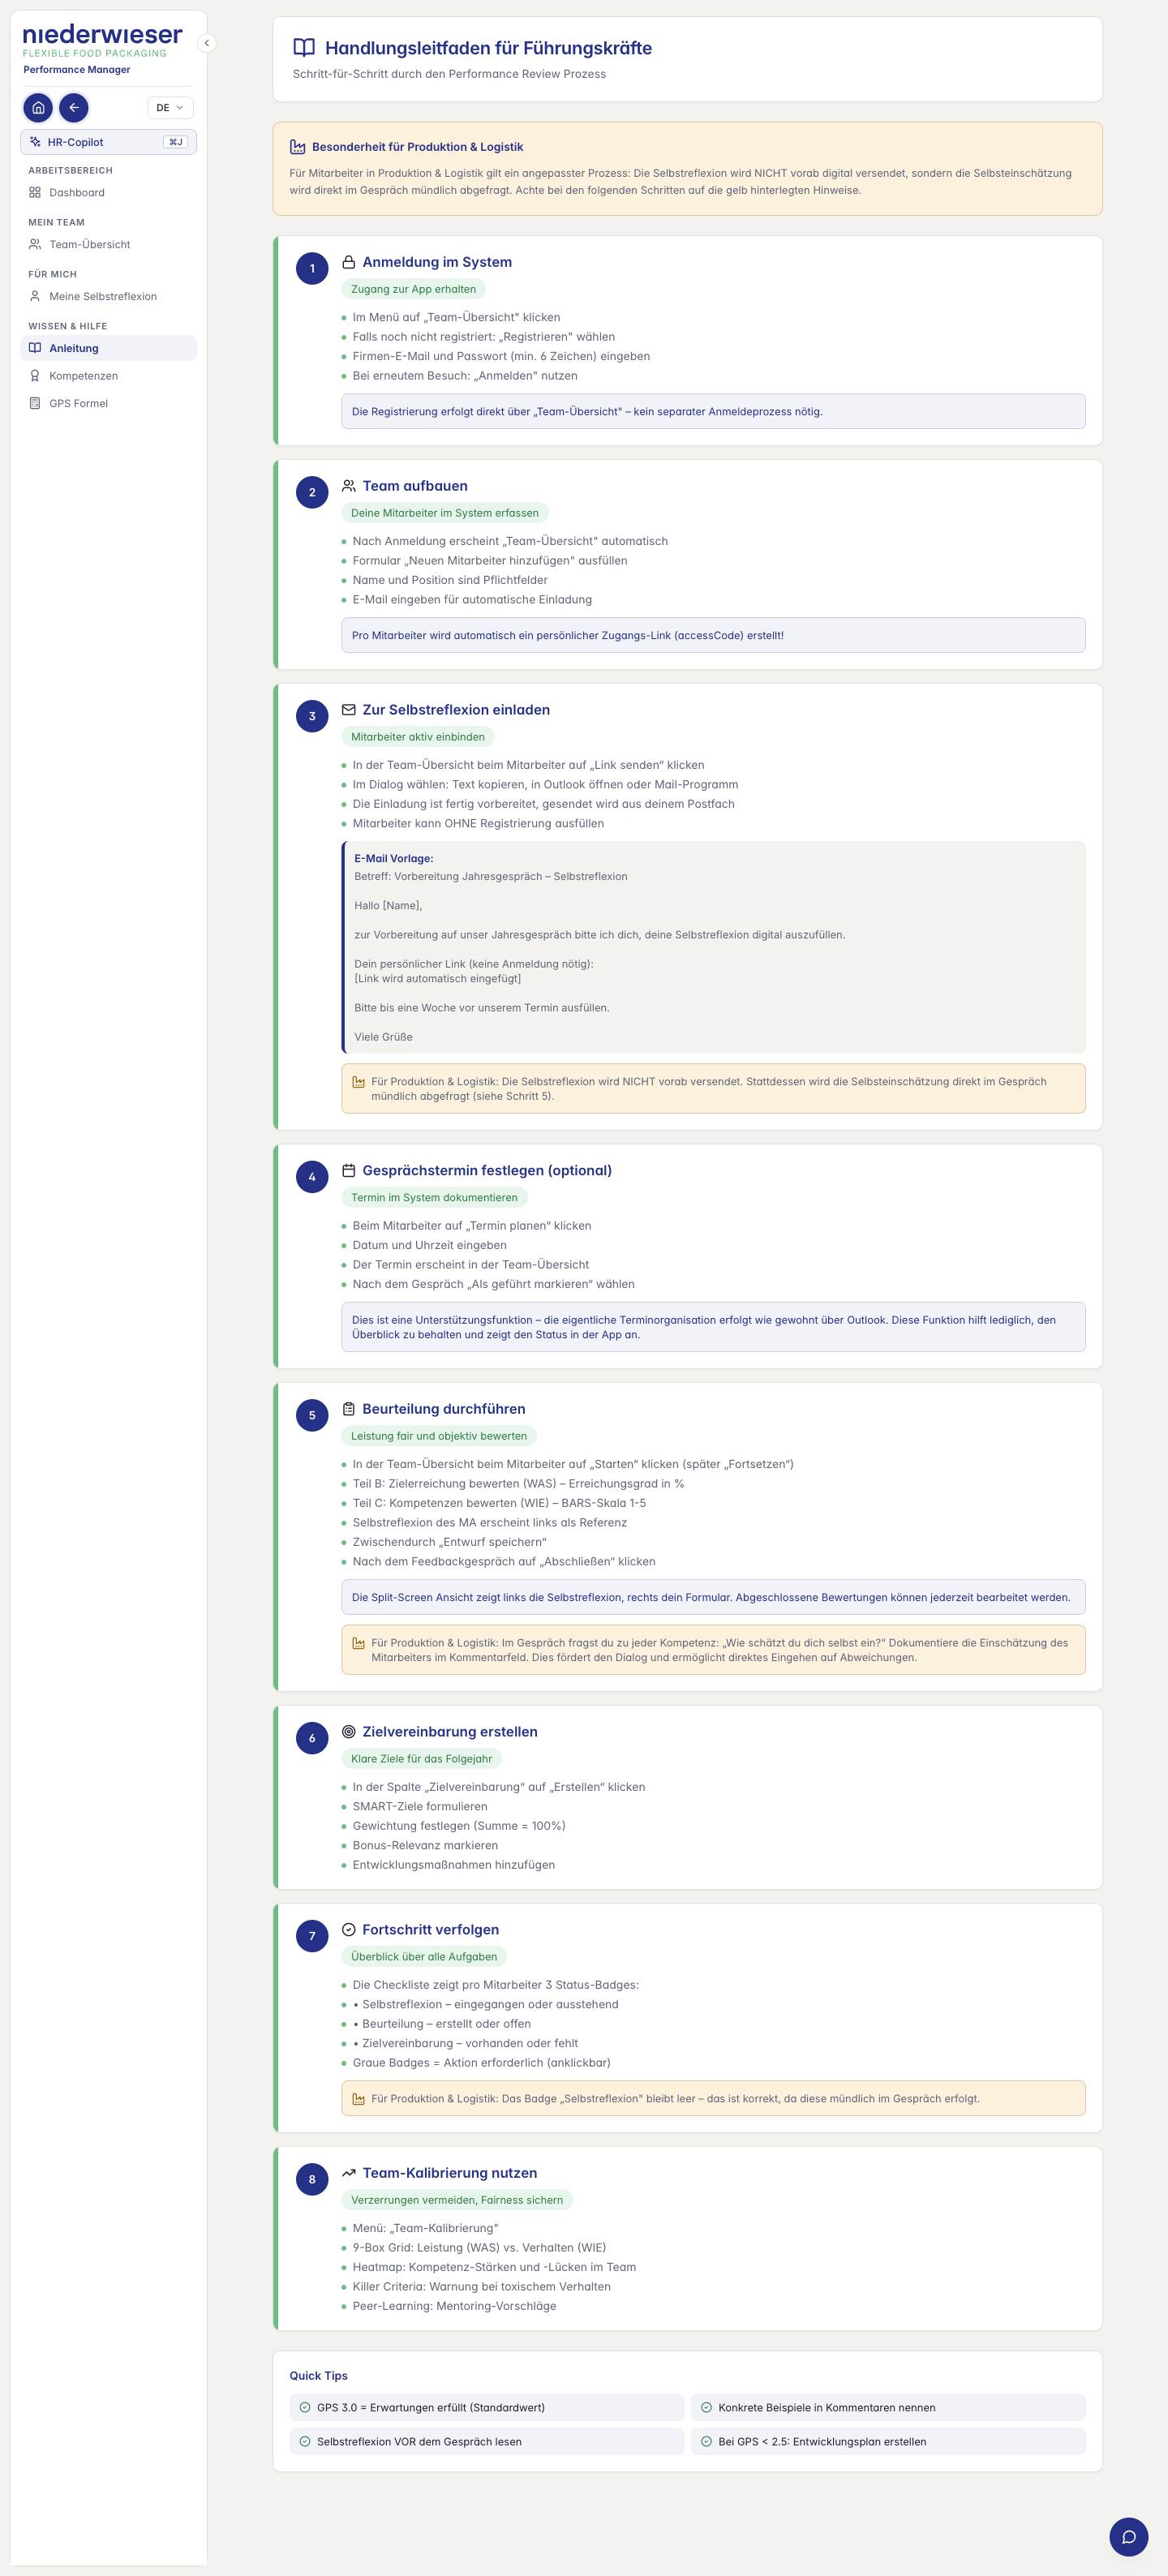 niederwieser
FLEXIBLE FOOD PACKAGING
Performance Manager
DE
HR-Copilot
⌘J
ARBEITSBEREICH
Dashboard
MEIN TEAM
Team-Übersicht
FÜR MICH
Meine Selbstreflexion
WISSEN & HILFE
Anleitung
Kompetenzen
GPS Formel
Handlungsleitfaden für Führungskräfte
Schritt-für-Schritt durch den Performance Review Prozess
Besonderheit für Produktion & Logistik
Für Mitarbeiter in Produktion & Logistik gilt ein angepasster Prozess: Die Selbstreflexion wird NICHT vorab digital versendet, sondern die Selbsteinschätzung
wird direkt im Gespräch mündlich abgefragt. Achte bei den folgenden Schritten auf die gelb hinterlegten Hinweise.
1
Anmeldung im System
Zugang zur App erhalten
Im Menü auf „Team-Übersicht" klicken
Falls noch nicht registriert: „Registrieren" wählen
Firmen-E-Mail und Passwort (min. 6 Zeichen) eingeben
Bei erneutem Besuch: „Anmelden" nutzen
Die Registrierung erfolgt direkt über „Team-Übersicht" – kein separater Anmeldeprozess nötig.
2
Team aufbauen
Deine Mitarbeiter im System erfassen
Nach Anmeldung erscheint „Team-Übersicht" automatisch
Formular „Neuen Mitarbeiter hinzufügen" ausfüllen
Name und Position sind Pflichtfelder
E-Mail eingeben für automatische Einladung
Pro Mitarbeiter wird automatisch ein persönlicher Zugangs-Link (accessCode) erstellt!
3
Zur Selbstreflexion einladen
Mitarbeiter aktiv einbinden
In der Team-Übersicht beim Mitarbeiter auf „Link senden“ klicken
Im Dialog wählen: Text kopieren, in Outlook öffnen oder Mail-Programm
Die Einladung ist fertig vorbereitet, gesendet wird aus deinem Postfach
Mitarbeiter kann OHNE Registrierung ausfüllen
E-Mail Vorlage:
Betreff: Vorbereitung Jahresgespräch – Selbstreflexion
Hallo [Name],
zur Vorbereitung auf unser Jahresgespräch bitte ich dich, deine Selbstreflexion digital auszufüllen.
Dein persönlicher Link (keine Anmeldung nötig):
[Link wird automatisch eingefügt]
Bitte bis eine Woche vor unserem Termin ausfüllen.
Viele Grüße
Für Produktion & Logistik: Die Selbstreflexion wird NICHT vorab versendet. Stattdessen wird die Selbsteinschätzung direkt im Gespräch
mündlich abgefragt (siehe Schritt 5).
4
Gesprächstermin festlegen (optional)
Termin im System dokumentieren
Beim Mitarbeiter auf „Termin planen“ klicken
Datum und Uhrzeit eingeben
Der Termin erscheint in der Team-Übersicht
Nach dem Gespräch „Als geführt markieren“ wählen
Dies ist eine Unterstützungsfunktion – die eigentliche Terminorganisation erfolgt wie gewohnt über Outlook. Diese Funktion hilft lediglich, den
Überblick zu behalten und zeigt den Status in der App an.
5
Beurteilung durchführen
Leistung fair und objektiv bewerten
In der Team-Übersicht beim Mitarbeiter auf „Starten“ klicken (später „Fortsetzen“)
Teil B: Zielerreichung bewerten (WAS) – Erreichungsgrad in %
Teil C: Kompetenzen bewerten (WIE) – BARS-Skala 1-5
Selbstreflexion des MA erscheint links als Referenz
Zwischendurch „Entwurf speichern“
Nach dem Feedbackgespräch auf „Abschließen“ klicken
Die Split-Screen Ansicht zeigt links die Selbstreflexion, rechts dein Formular. Abgeschlossene Bewertungen können jederzeit bearbeitet werden.
Für Produktion & Logistik: Im Gespräch fragst du zu jeder Kompetenz: „Wie schätzt du dich selbst ein?" Dokumentiere die Einschätzung des
Mitarbeiters im Kommentarfeld. Dies fördert den Dialog und ermöglicht direktes Eingehen auf Abweichungen.
6
Zielvereinbarung erstellen
Klare Ziele für das Folgejahr
In der Spalte „Zielvereinbarung“ auf „Erstellen“ klicken
SMART-Ziele formulieren
Gewichtung festlegen (Summe = 100%)
Bonus-Relevanz markieren
Entwicklungsmaßnahmen hinzufügen
7
Fortschritt verfolgen
Überblick über alle Aufgaben
Die Checkliste zeigt pro Mitarbeiter 3 Status-Badges:
• Selbstreflexion – eingegangen oder ausstehend
• Beurteilung – erstellt oder offen
• Zielvereinbarung – vorhanden oder fehlt
Graue Badges = Aktion erforderlich (anklickbar)
Für Produktion & Logistik: Das Badge „Selbstreflexion" bleibt leer – das ist korrekt, da diese mündlich im Gespräch erfolgt.
8
Team-Kalibrierung nutzen
Verzerrungen vermeiden, Fairness sichern
Menü: „Team-Kalibrierung"
9-Box Grid: Leistung (WAS) vs. Verhalten (WIE)
Heatmap: Kompetenz-Stärken und -Lücken im Team
Killer Criteria: Warnung bei toxischem Verhalten
Peer-Learning: Mentoring-Vorschläge
Quick Tips
GPS 3.0 = Erwartungen erfüllt (Standardwert)
Konkrete Beispiele in Kommentaren nennen
Selbstreflexion VOR dem Gespräch lesen
Bei GPS < 2.5: Entwicklungsplan erstellen